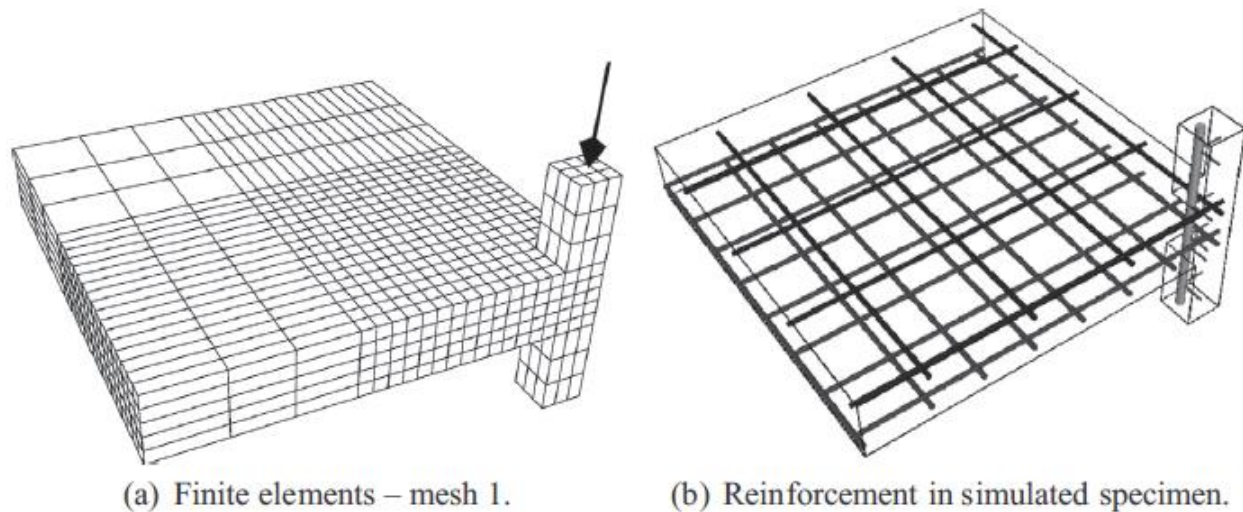 (a) Finite elements – mesh 1.
(b) Reinforcement in simulated specimen.